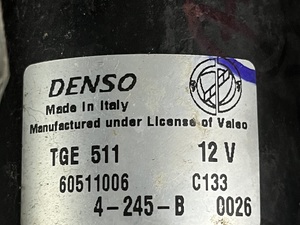 DENSO
Made in Italy
Manufactured under License of Valeo
TGE 511 12 V
60511006 C133
4-245-B 0026